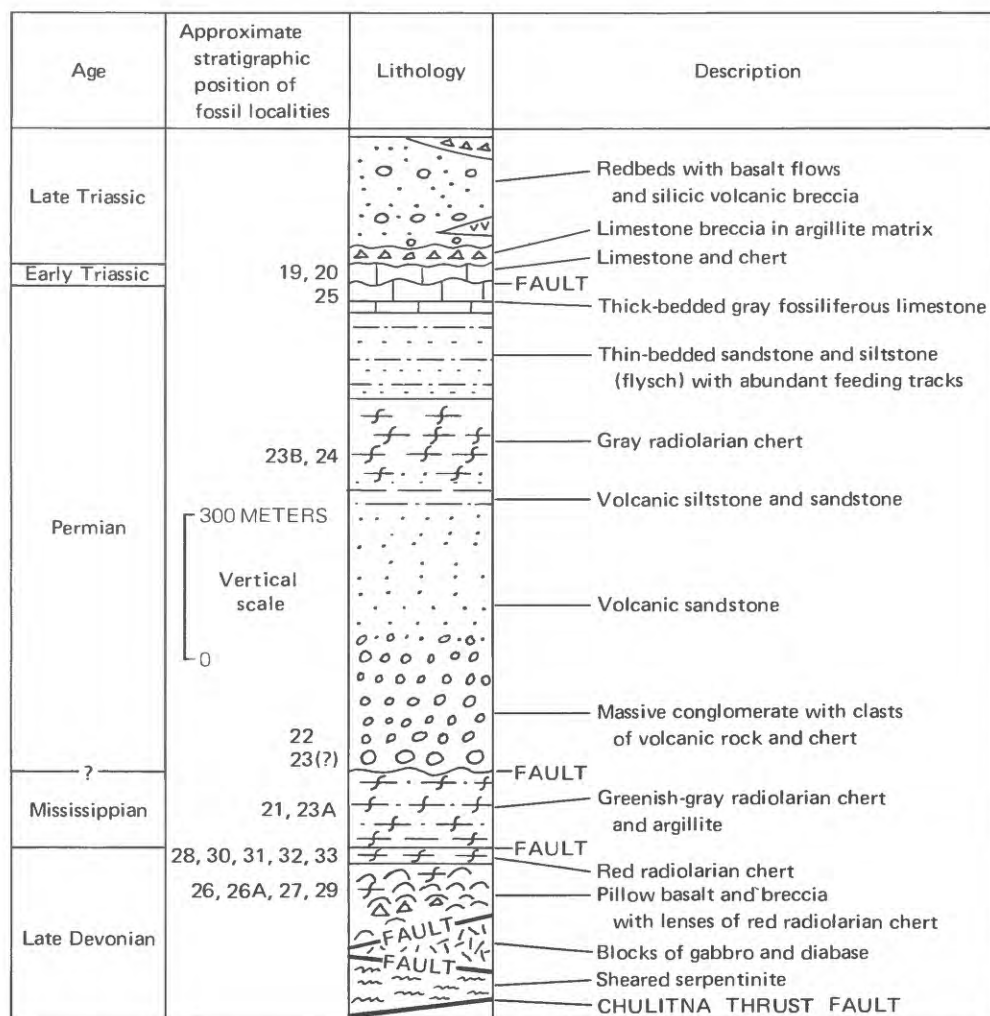 Age
Approximate
stratigraphic
position of
fossil localities
Lithology
Description
Late Triassic
Redbeds with basalt flows
and silicic volcanic breccia
Limestone breccia in argillite matrix
Early Triassic
19, 20
Limestone and chert
FAULT
25
Thick-bedded gray fossiliferous limestone
Thin-bedded sandstone and siltstone
(flysch) with abundant feeding tracks
Permian
23B, 24
Gray radiolarian chert
Volcanic siltstone and sandstone
300 METERS
Vertical
scale
0
Volcanic sandstone
Massive conglomerate with clasts
of volcanic rock and chert
22
23(?)
?
FAULT
Mississippian
21, 23A
Greenish-gray radiolarian chert
and argillite
FAULT
28, 30, 31, 32, 33
Red radiolarian chert
Late Devonian
26, 26A, 27, 29
Pillow basalt and breccia
with lenses of red radiolarian chert
FAULT
Blocks of gabbro and diabase
FAULT
Sheared serpentinite
CHULITNA THRUST FAULT